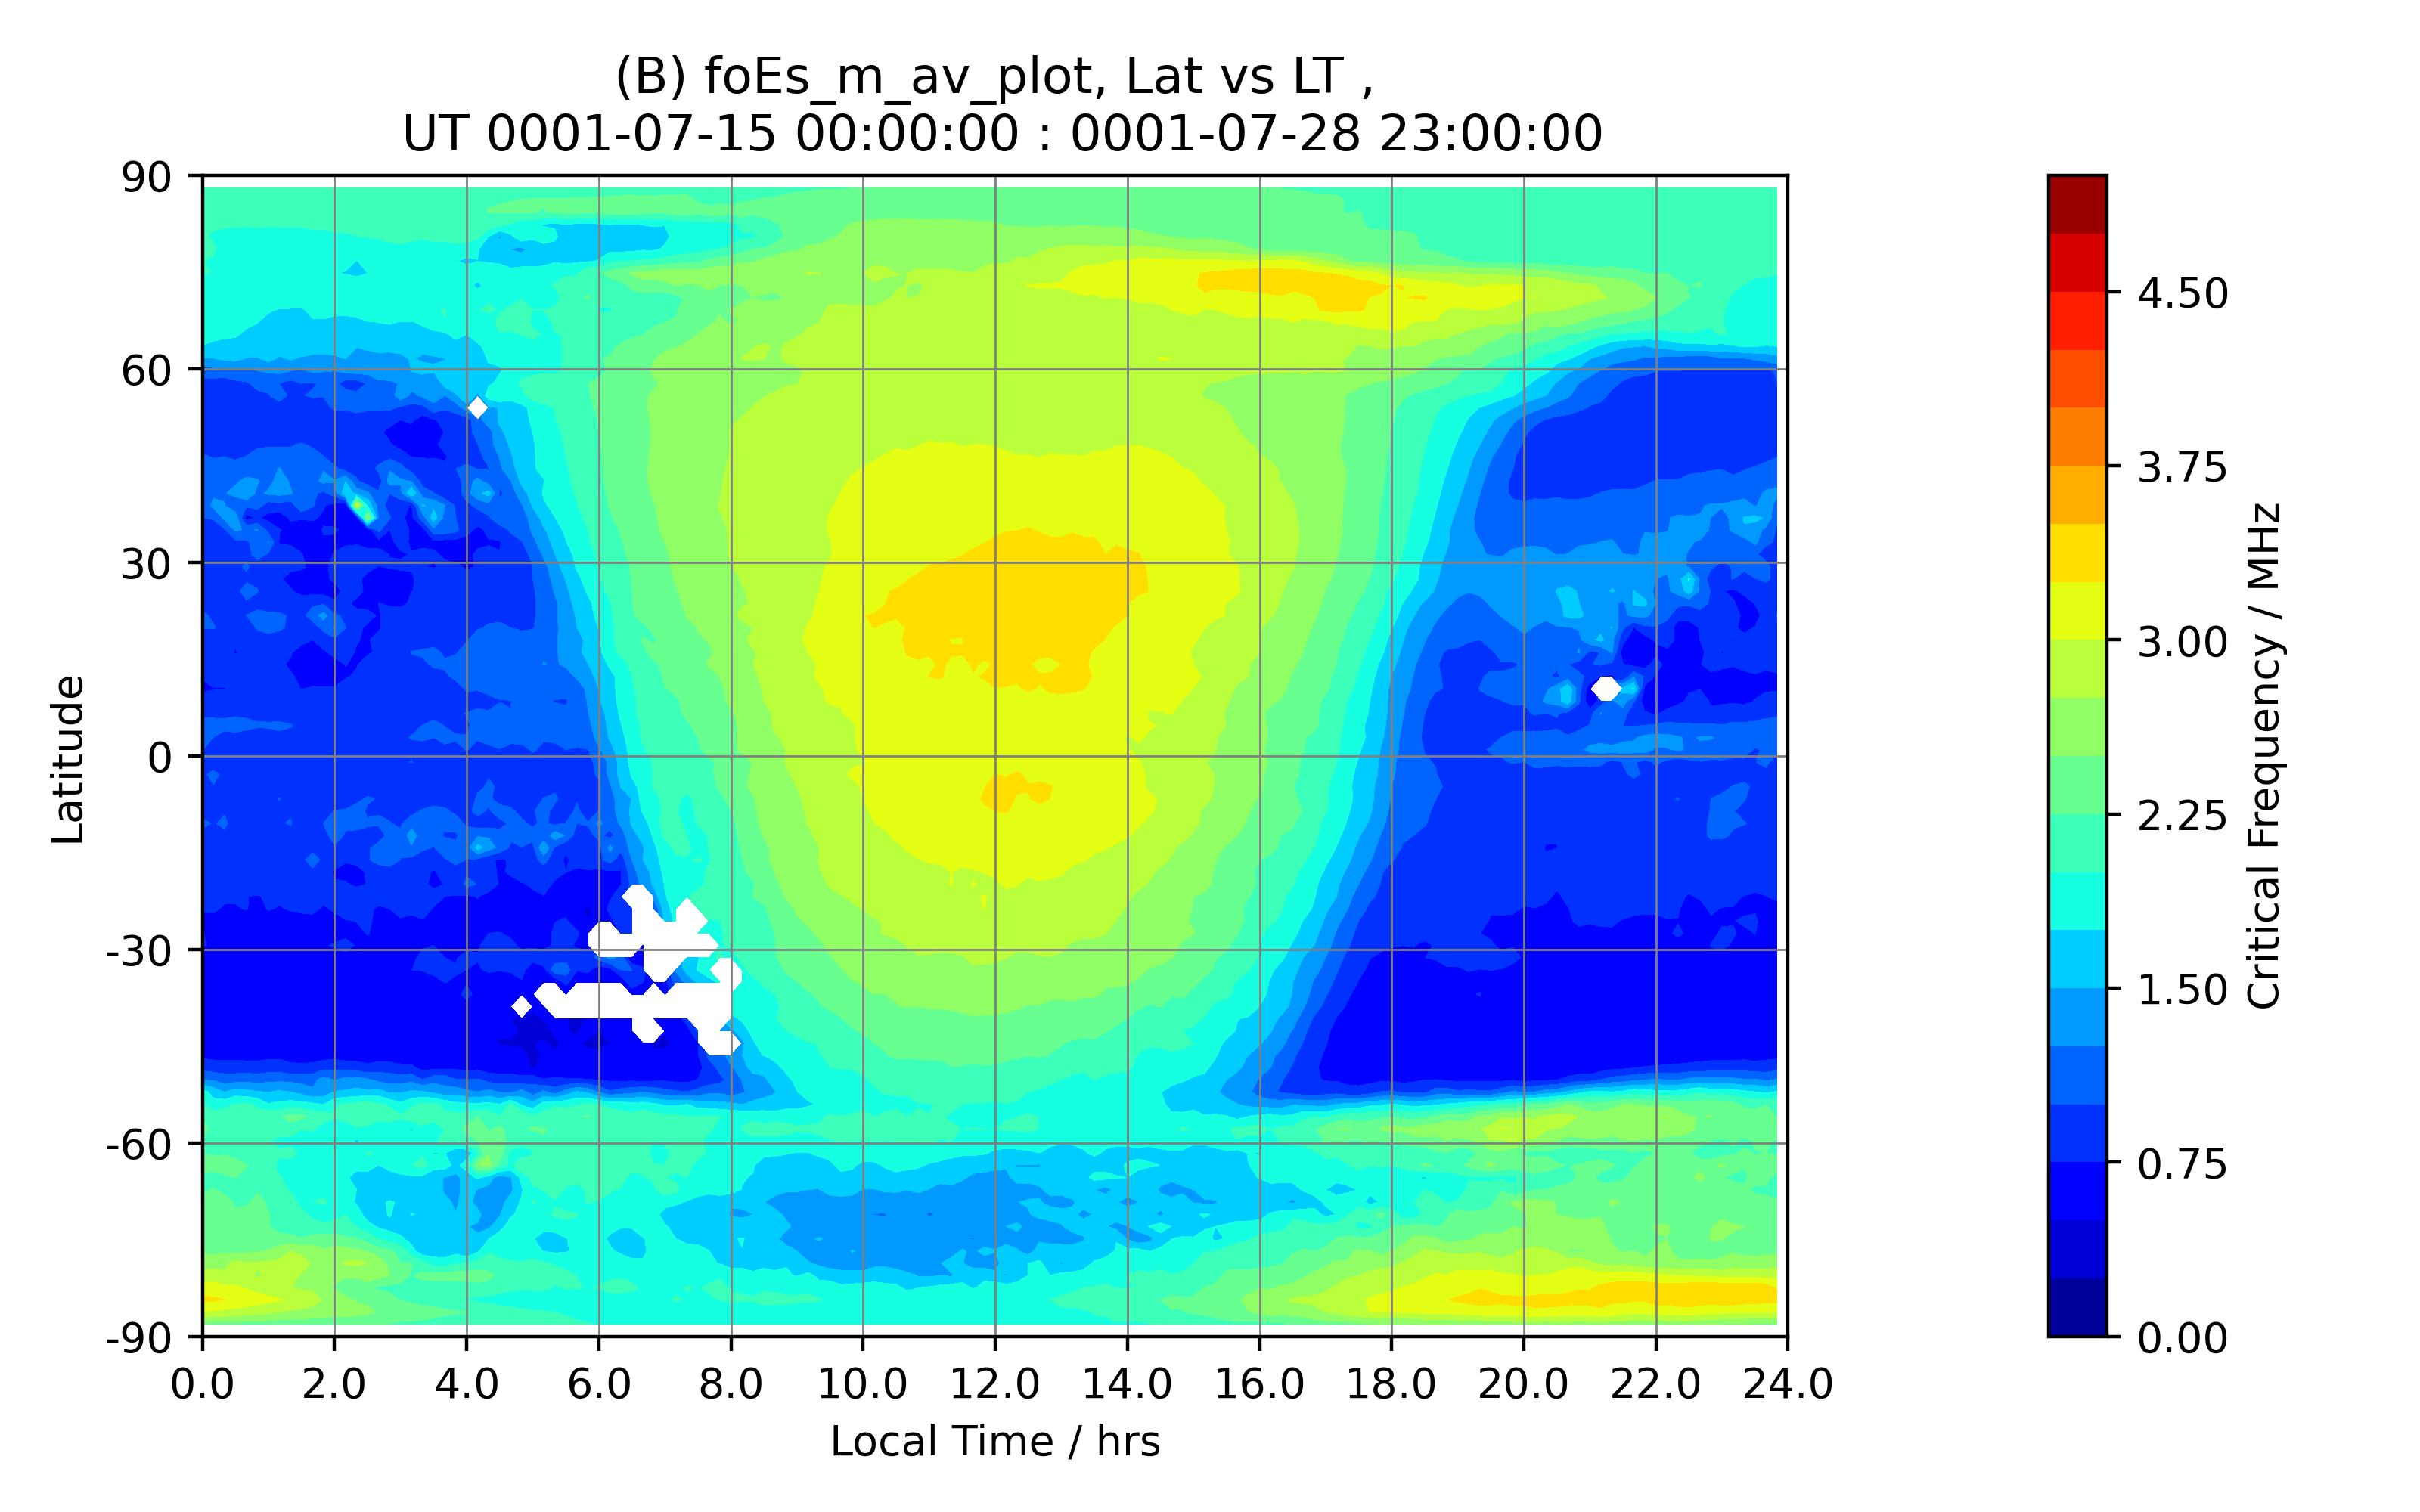 (B) foEs_m_av_plot, Lat vs LT ,
UT 0001-07-15 00:00:00 : 0001-07-28 23:00:00
90
60
30
0
-30
-60
-90
Latitude
0.0 2.0 4.0 6.0 8.0 10.0 12.0 14.0 16.0 18.0 20.0 22.0 24.0
Local Time / hrs
4.50
3.75
3.00
2.25
1.50
0.75
0.00
Critical Frequency / MHz